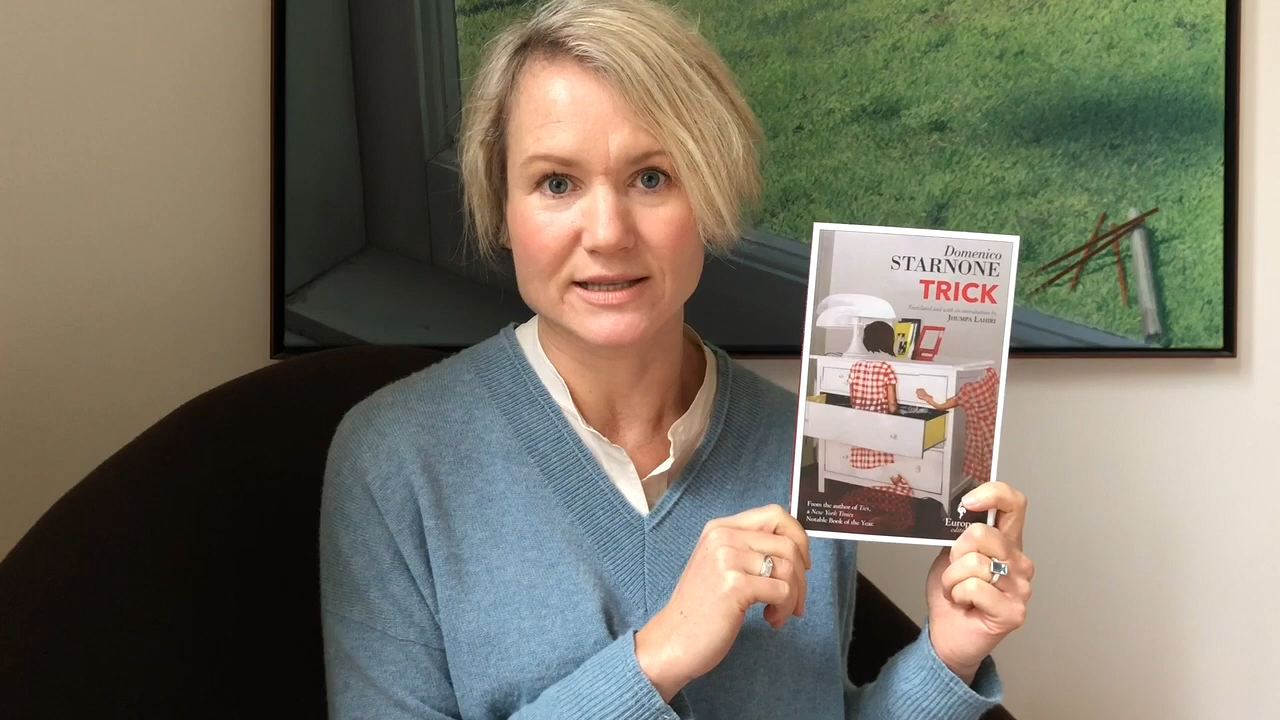 Domenico
STARNONE
TRICK
Translated and with an introduction by
JHUMPA LAHIRI
From the author of Ties,
a New York Times
Notable Book of the Year.
Europa
editions